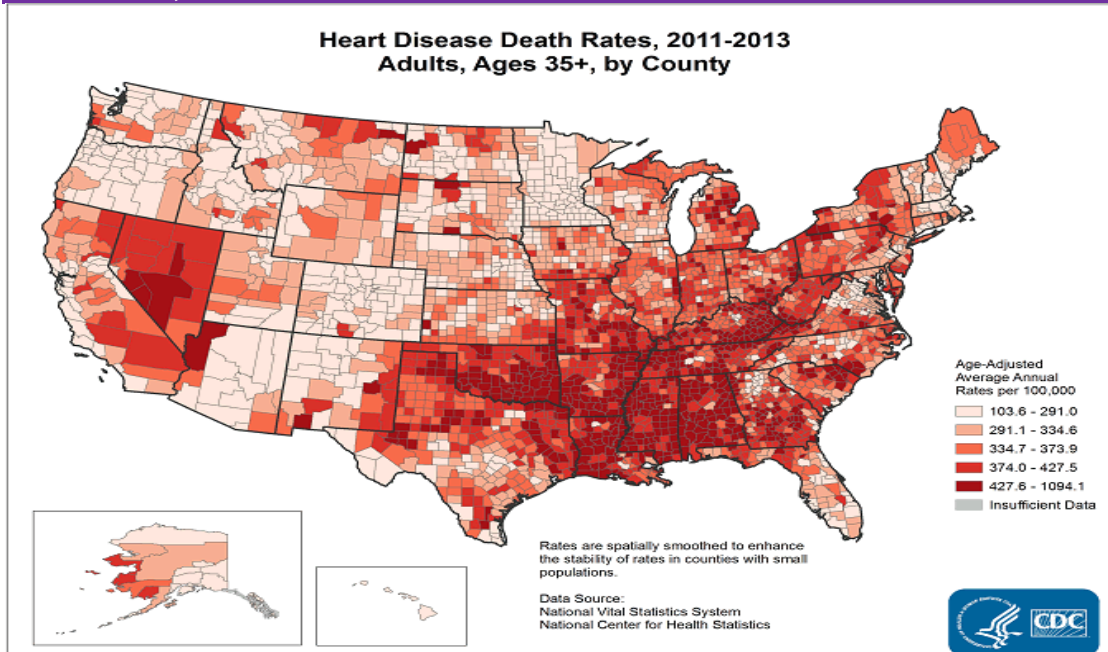 Heart Disease Death Rates, 2011-2013
Adults, Ages 35+, by County
Age-Adjusted
Average Annual
Rates per 100,000
103.6 - 291.0
291.1 - 334.6
334.7 - 373.9
374.0 - 427.5
427.6 - 1094.1
Insufficient Data
Rates are spatially smoothed to enhance
the stability of rates in counties with small
populations.
Data Source:
National Vital Statistics System
National Center for Health Statistics
CDC